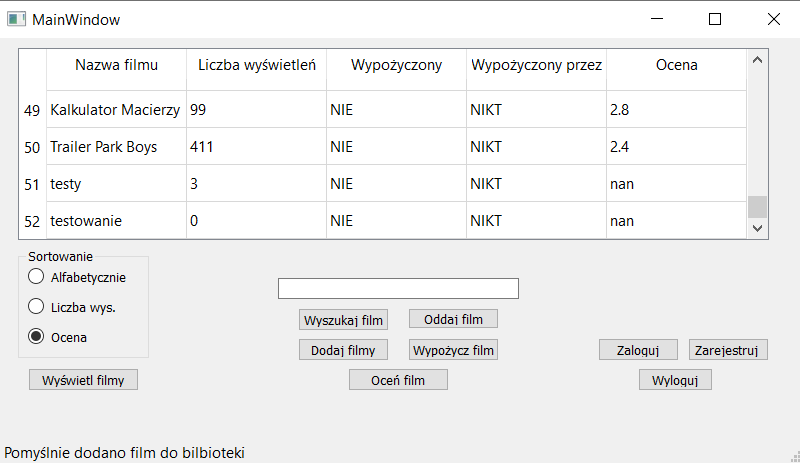 MainWindow
Nazwa filmu Liczba wyświetleń Wypożyczony Wypożyczony przez Ocena
49 Kalkulator Macierzy 99 NIE NIKT 2.8
50 Trailer Park Boys 411 NIE NIKT 2.4
51 testy 3 NIE NIKT nan
52 testowanie 0 NIE NIKT nan
Sortowanie
Alfabetycznie
Liczba wys.
Ocena
Wyszukaj film Oddaj film
Dodaj filmy Wypożycz film Zaloguj Zarejestruj
Wyświetl filmy Oceń film Wyloguj
Pomyślnie dodano film do bilbioteki